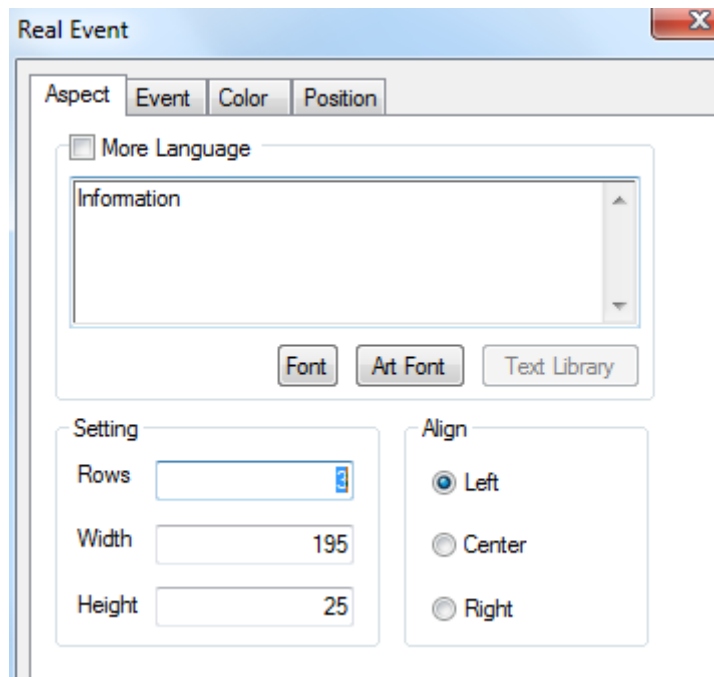 Real Event
Aspect Event Color Position
More Language
Information
Font Art Font Text Library
Setting
Rows 3
Width 195
Height 25
Align
Left
Center
Right